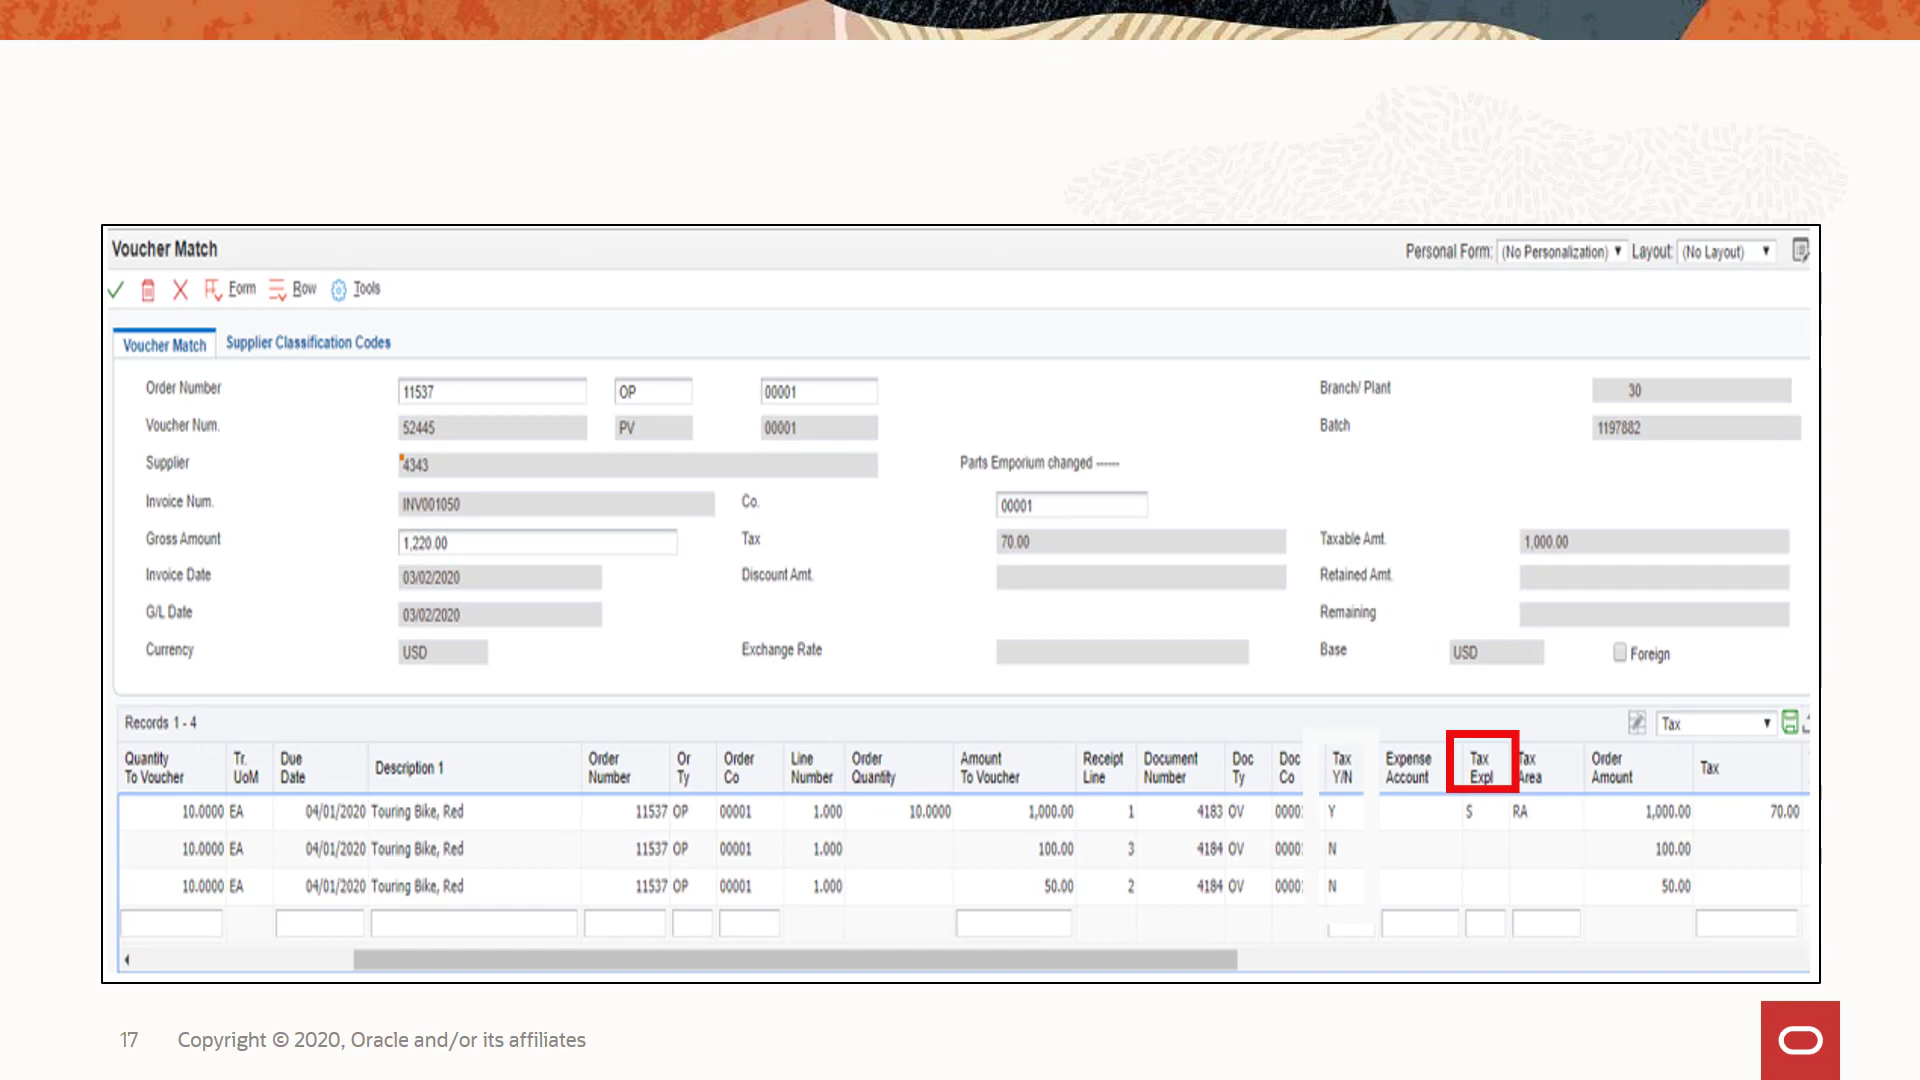 Voucher Match
Personal Form: (No Personalization) Layout: (No Layout)
Form Row Tools
Voucher Match Supplier Classification Codes
Order Number 11537 OP 00001 Branch/ Plant 30
Voucher Num. 52445 PV 00001 Batch 1197882
Supplier 4343 Parts Emporium changed ------
Invoice Num. INV001050 Co. 00001
Gross Amount 1,220.00 Tax 70.00 Taxable Amt. 1,000.00
Invoice Date 03/02/2020 Discount Amt. Retained Amt.
G/L Date 03/02/2020 Remaining
Currency USD Exchange Rate Base USD Foreign
Records 1 - 4 Tax
Quantity To Voucher Tr. UoM Due Date Description 1 Order Number Or Ty Order Co Line Number Order Quantity Amount To Voucher Receipt Line Document Number Doc Ty Doc Co Tax Y/N Expense Account Tax Expl Tax Area Order Amount Tax
10.0000 EA 04/01/2020 Touring Bike, Red 11537 OP 00001 1.000 10.0000 1,000.00 1 4183 OV 0000 Y S RA 1,000.00 70.00
10.0000 EA 04/01/2020 Touring Bike, Red 11537 OP 00001 1.000 100.00 3 4184 OV 0000 N 100.00
10.0000 EA 04/01/2020 Touring Bike, Red 11537 OP 00001 1.000 50.00 2 4184 OV 0000 N 50.00
17 Copyright © 2020, Oracle and/or its affiliates